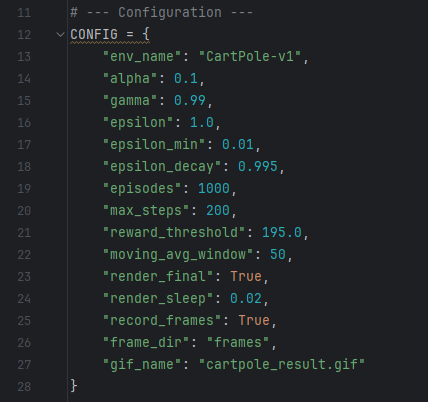 11 # --- Configuration ---
12 CONFIG = {
13     "env_name": "CartPole-v1",
14     "alpha": 0.1,
15     "gamma": 0.99,
16     "epsilon": 1.0,
17     "epsilon_min": 0.01,
18     "epsilon_decay": 0.995,
19     "episodes": 1000,
20     "max_steps": 200,
21     "reward_threshold": 195.0,
22     "moving_avg_window": 50,
23     "render_final": True,
24     "render_sleep": 0.02,
25     "record_frames": True,
26     "frame_dir": "frames",
27     "gif_name": "cartpole_result.gif"
28 }